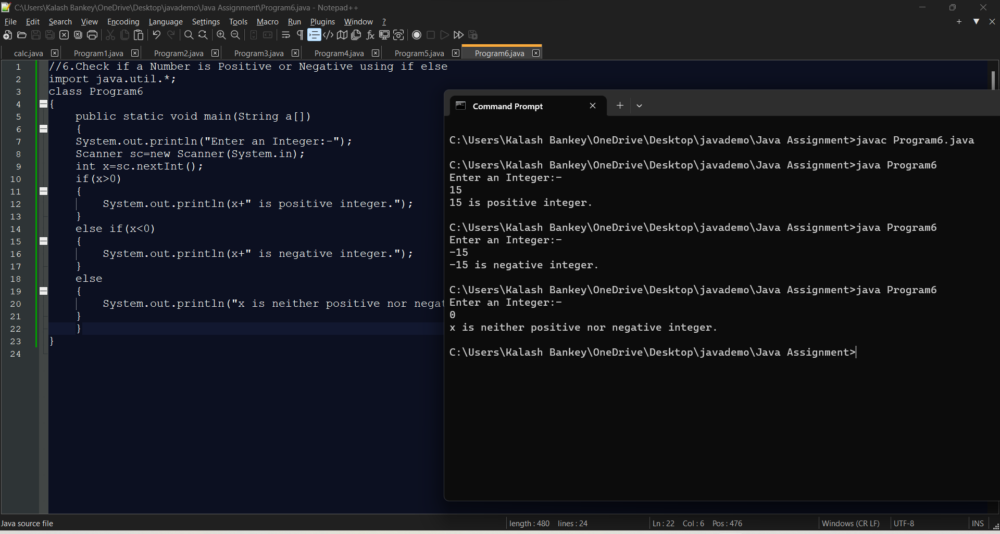 C:\Users\Kalash Bankey\OneDrive\Desktop\javademo\Java Assignment\Program6.java - Notepad++
File Edit Search View Encoding Language Settings Tools Macro Run Plugins Window ?
calc.java Program1.java Program2.java Program3.java Program4.java Program5.java Program6.java
1 //6.Check if a Number is Positive or Negative using if else
2 import java.util.*;
3 class Program6
4 {
5 public static void main(String a[])
6 {
7 System.out.println("Enter an Integer:-");
8 Scanner sc=new Scanner(System.in);
9 int x=sc.nextInt();
10 if(x>0)
11 {
12 System.out.println(x+" is positive integer.");
13 }
14 else if(x<0)
15 {
16 System.out.println(x+" is negative integer.");
17 }
18 else
19 {
20 System.out.println("x is neither positive nor negat
21 }
22 }
23 }
24
Command Prompt
C:\Users\Kalash Bankey\OneDrive\Desktop\javademo\Java Assignment>javac Program6.java
C:\Users\Kalash Bankey\OneDrive\Desktop\javademo\Java Assignment>java Program6
Enter an Integer:-
15
15 is positive integer.
C:\Users\Kalash Bankey\OneDrive\Desktop\javademo\Java Assignment>java Program6
Enter an Integer:-
-15
-15 is negative integer.
C:\Users\Kalash Bankey\OneDrive\Desktop\javademo\Java Assignment>java Program6
Enter an Integer:-
0
x is neither positive nor negative integer.
C:\Users\Kalash Bankey\OneDrive\Desktop\javademo\Java Assignment>
Java source file length : 480 lines : 24 Ln : 22 Col : 6 Pos : 476 Windows (CR LF) UTF-8 INS